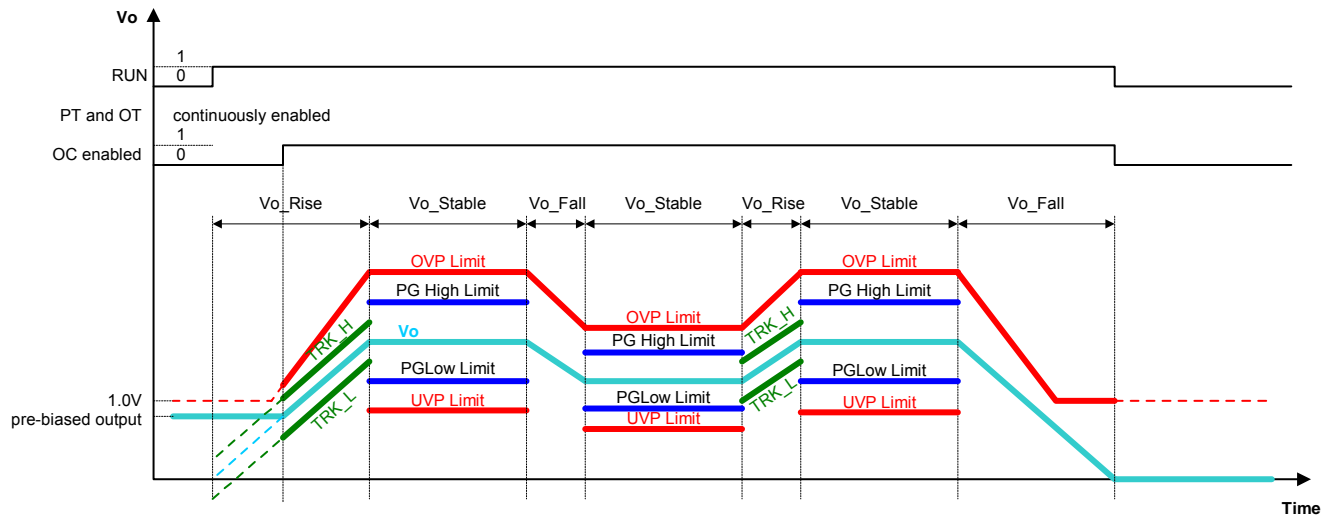 Vo
1
RUN 0
PT and OT continuously enabled
1
OC enabled 0
Vo_Rise Vo_Stable Vo_Fall Vo_Stable Vo_Rise Vo_Stable Vo_Fall
OVP Limit OVP Limit
PG High Limit PG High Limit
OVP Limit
TRK_H Vo PG High Limit TRK_H
PGLow Limit PGLow Limit
1.0V UVP Limit PGLow Limit TRK_L UVP Limit
pre-biased output TRK_L UVP Limit
Time